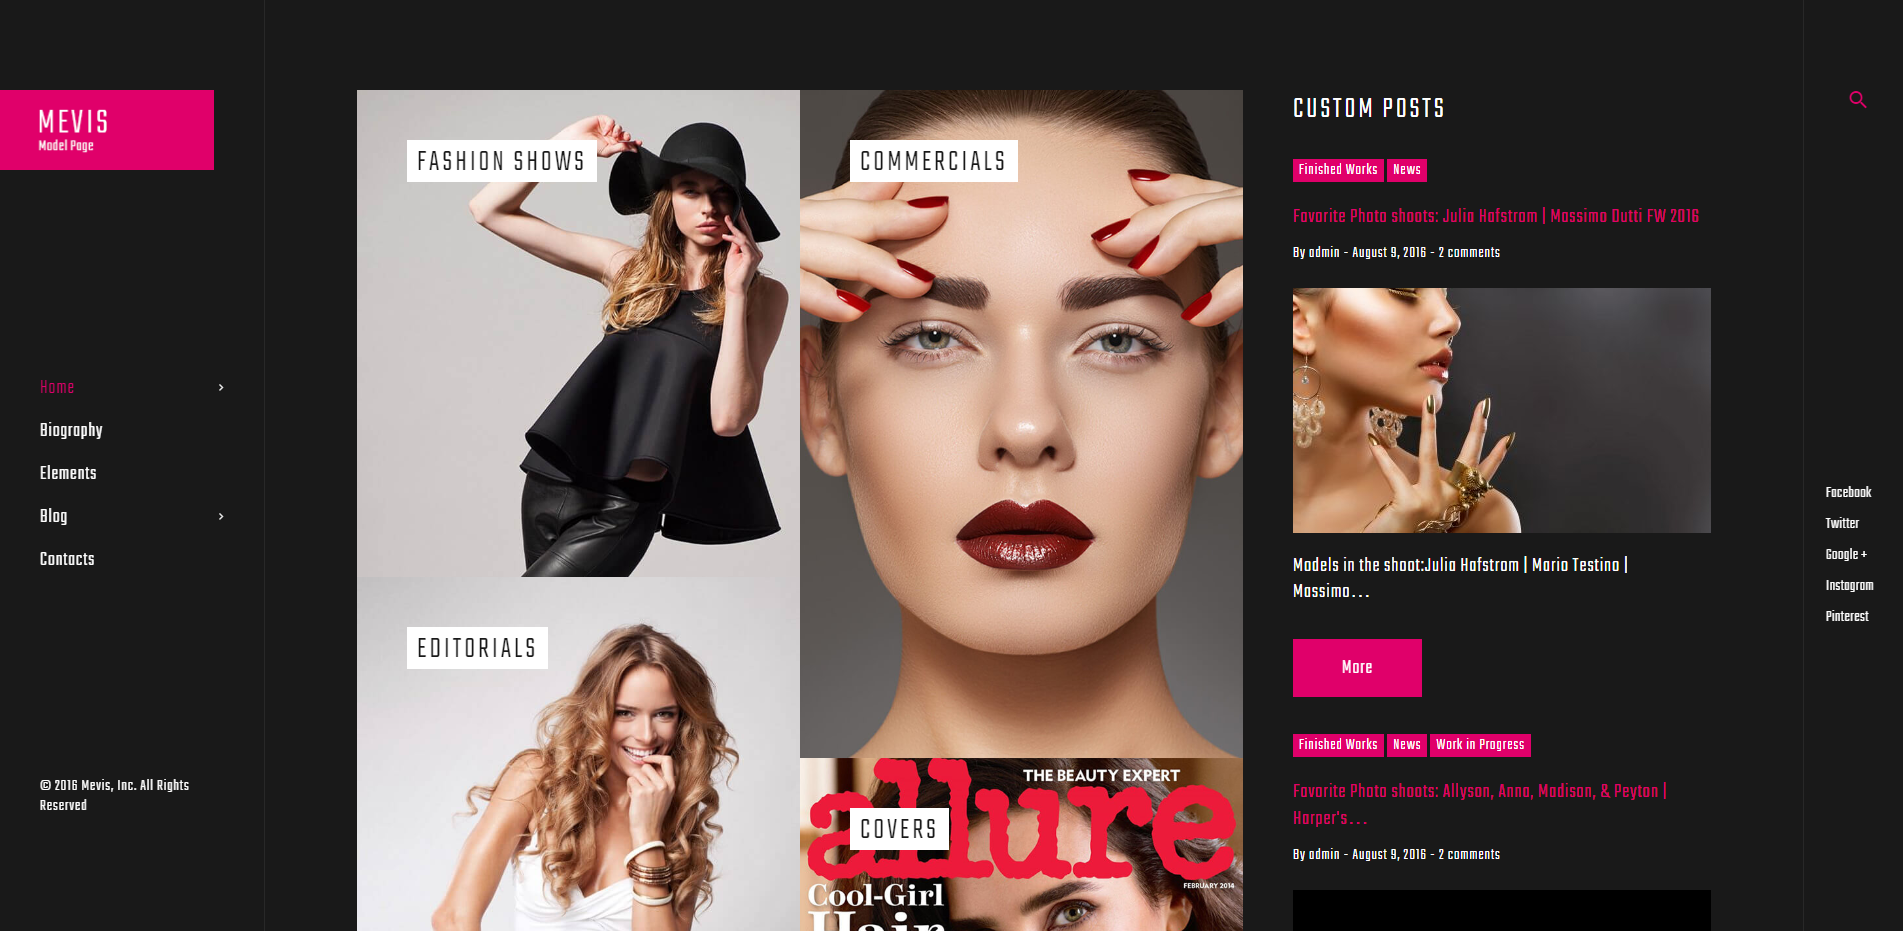 MEVIS
Model Page
Home
Biography
Elements
Blog
Contacts
© 2016 Mevis, Inc. All Rights
Reserved
FASHION SHOWS
COMMERCIALS
EDITORIALS
THE BEAUTY EXPERT
allure
COVERS
FEBRUARY 2014
Cool-Girl
Hair
CUSTOM POSTS
Finished Works News
Favorite Photo shoots: Julia Hafstrom | Massimo Dutti FW 2016
By admin - August 9, 2016 - 2 comments
Models in the shoot:Julia Hafstrom | Mario Testino |
Massimo...
More
Finished Works News Work in Progress
Favorite Photo shoots: Allyson, Anna, Madison, & Peyton |
Harper's...
By admin - August 9, 2016 - 2 comments
Facebook
Twitter
Google +
Instagram
Pinterest